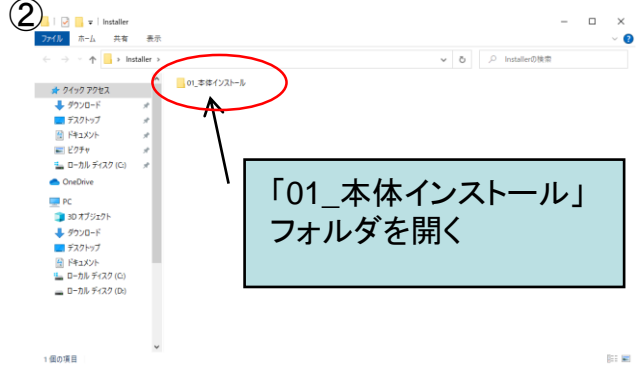 ②
Installer
ファイル ホーム 共有 表示
Installer
Installerの検索
クイック アクセス
ダウンロード
デスクトップ
ドキュメント
ピクチャ
ローカル ディスク (C:)
OneDrive
PC
3D オブジェクト
ダウンロード
デスクトップ
ドキュメント
ローカル ディスク (C:)
ローカル ディスク (D:)
01_本体インストール
「01_本体インストール」
フォルダを開く
1 個の項目